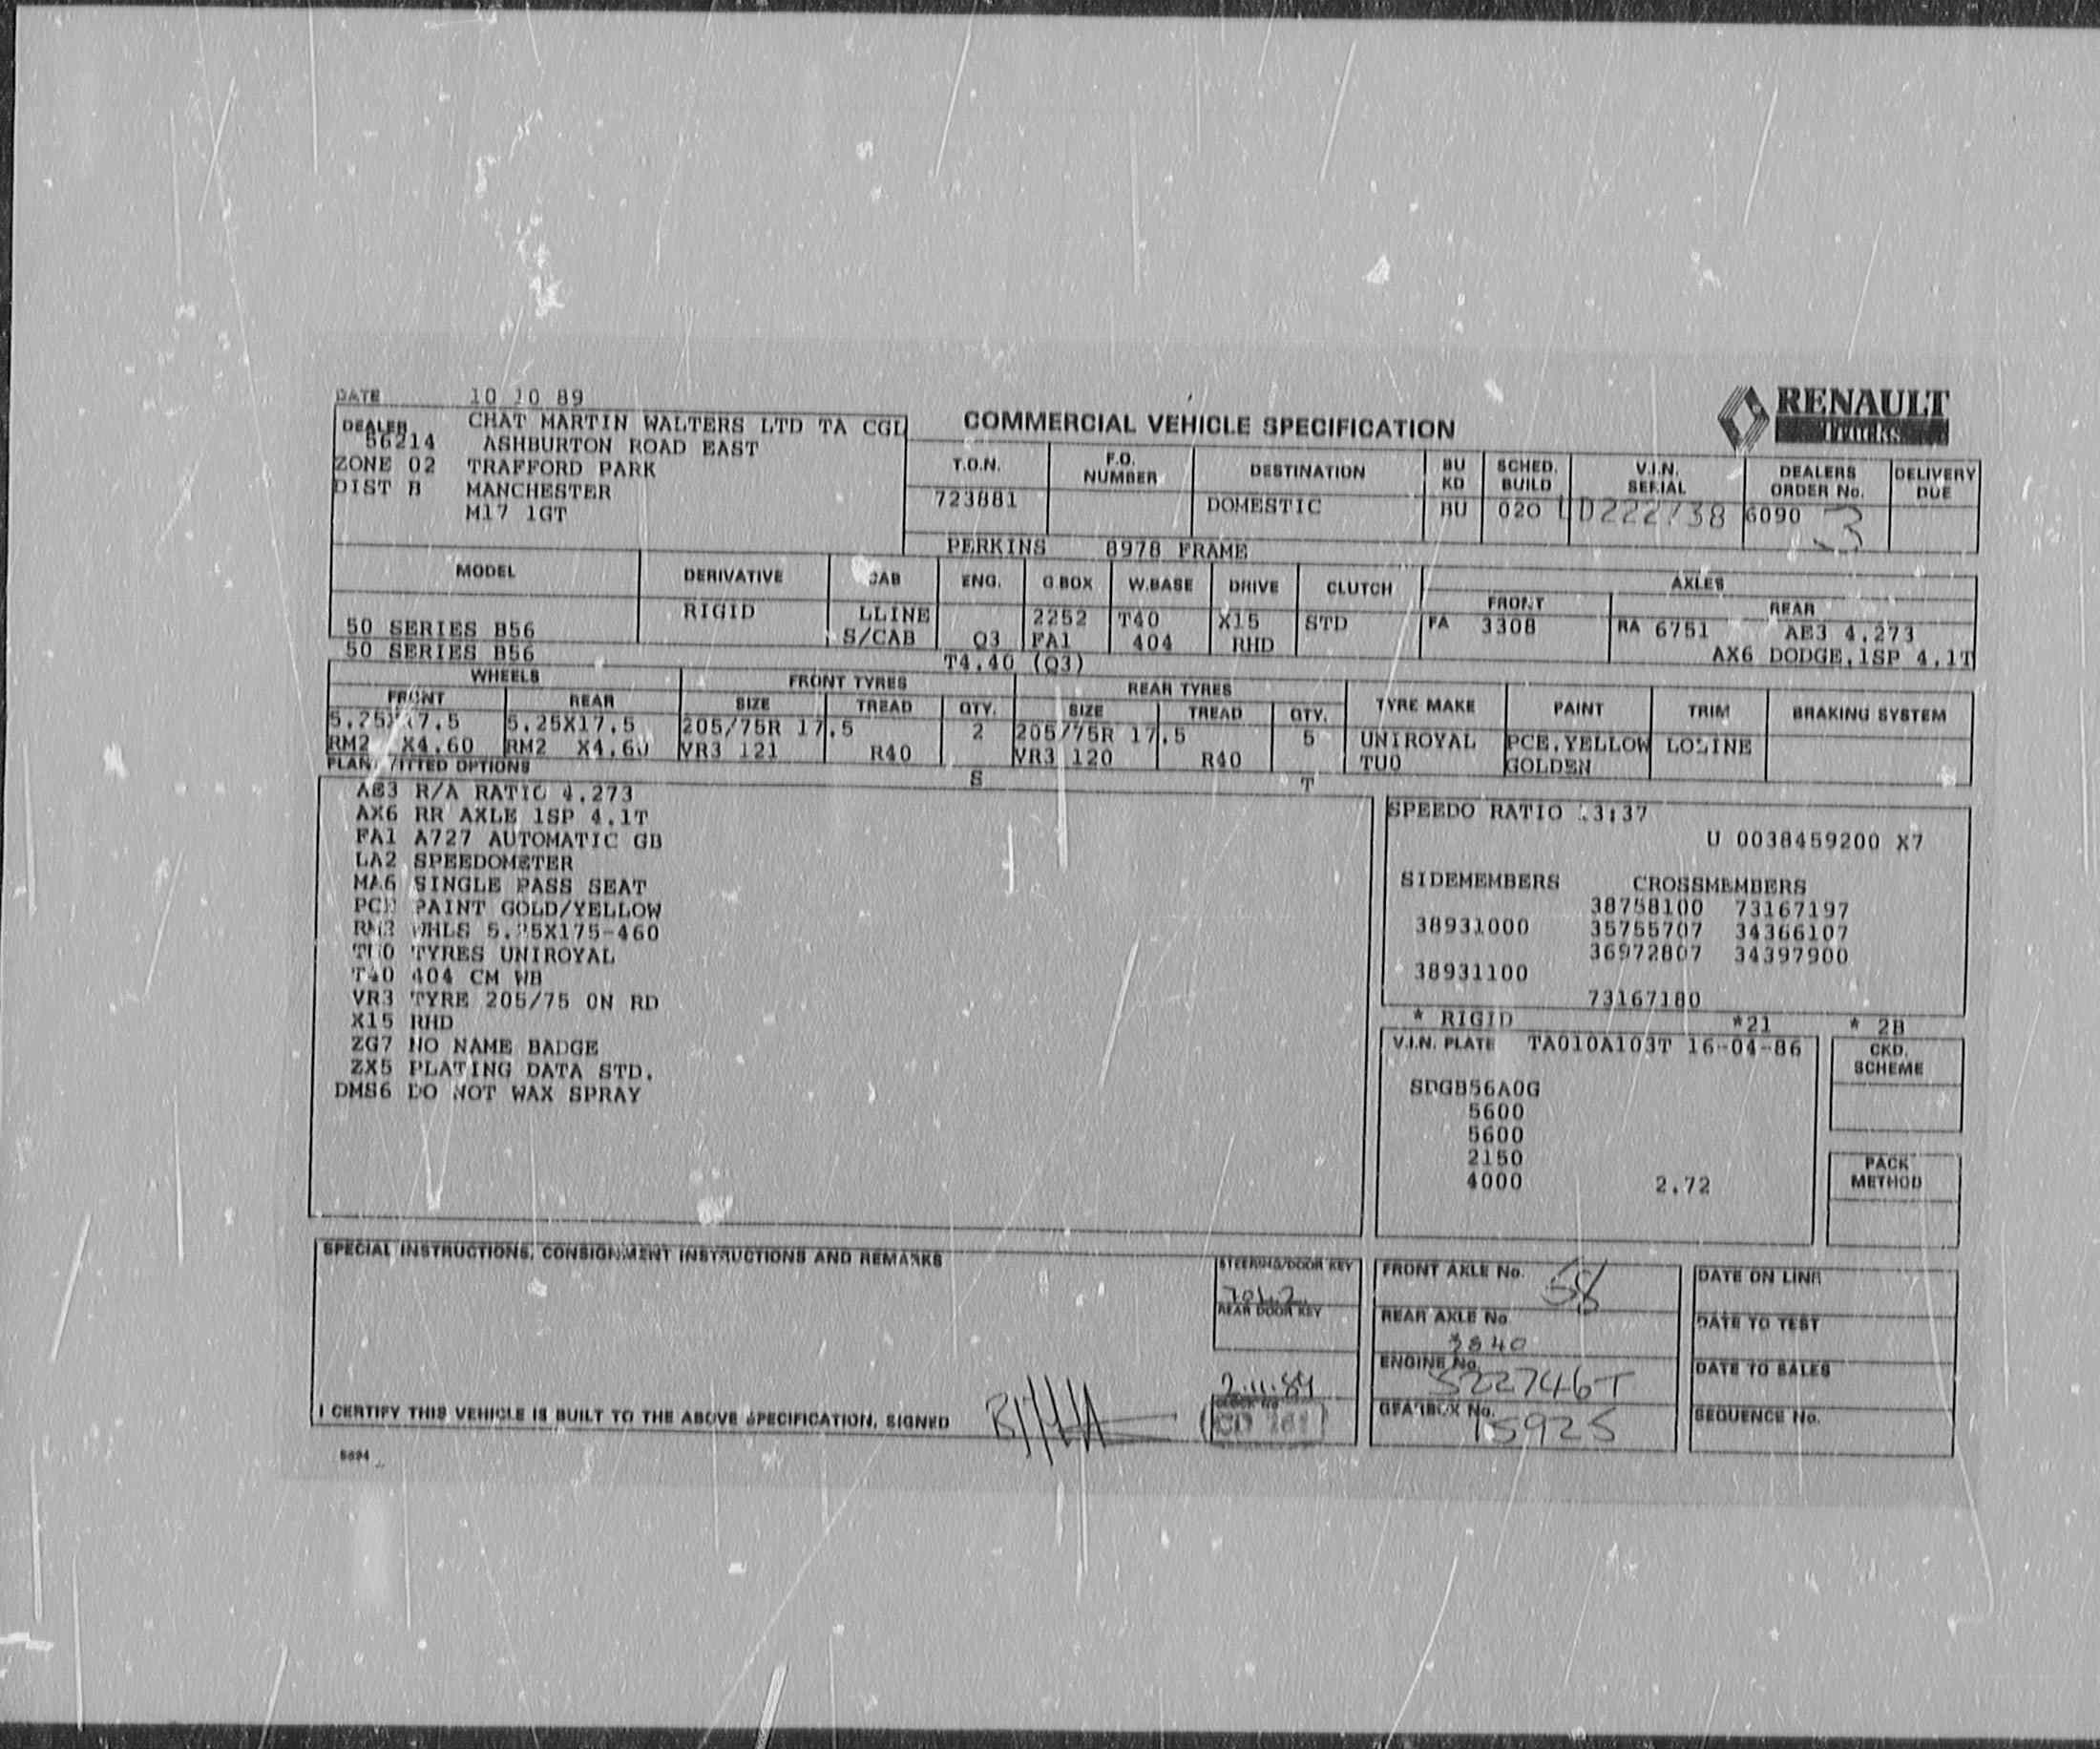 DATE 10 10 89
RENAULT
TRUCKS
COMMERCIAL VEHICLE SPECIFICATION
DEALER CHAT MARTIN WALTERS LTD TA CGL
56214 ASHBURTON ROAD EAST
ZONE 02 TRAFFORD PARK
DIST B MANCHESTER
M17 1GT
T.O.N. F.O. NUMBER DESTINATION BU KD SCHED. BUILD V.I.N. SERIAL DEALERS ORDER No. DELIVERY DUE
723881 DOMESTIC BU 020 D222738 6090 3
PERKINS 8978 FRAME
MODEL DERIVATIVE CAB ENG. G.BOX W.BASE DRIVE CLUTCH AXLES
FRONT REAR
RIGID LLINE 2252 T40 X15 STD FA 3308 RA 6751 AE3 4.273
50 SERIES B56 S/CAB Q3 FA1 404 RHD
50 SERIES B56 T4.40 (Q3) AX6 DODGE,1SP 4.1T
WHEELS FRONT TYRES REAR TYRES TYRE MAKE PAINT TRIM BRAKING SYSTEM
FRONT REAR SIZE TREAD QTY. SIZE TREAD QTY.
5.25X17.5 5.25X17.5 205/75R 17.5 2 205/75R 17.5 5 UNIROYAL PCE.YELLOW LOLINE
RM2 X4.60 RM2 X4.60 VR3 121 R40 VR3 120 R40 TU0 GOLDEN
PLANT FITTED OPTIONS S T
AE3 R/A RATIO 4.273
AX6 RR AXLE 1SP 4.1T
FA1 A727 AUTOMATIC GB
LA2 SPEEDOMETER
MA6 SINGLE PASS SEAT
PCE PAINT GOLD/YELLOW
RM2 WHLS 5.25X175-460
TU0 TYRES UNIROYAL
T40 404 CM WB
VR3 TYRE 205/75 ON RD
X15 RHD
ZG7 NO NAME BADGE
ZX5 PLATING DATA STD.
DMS6 DO NOT WAX SPRAY
SPEEDO RATIO 3:37
U 0038459200 X7
SIDEMEMBERS CROSSMEMBERS
38758100 73167197
38931000 35755707 34366107
36972807 34397900
38931100
73167180
* RIGID *21 * 2B
V.I.N. PLATE TA010A103T 16-04-86
SDGB56A0G
5600
5600
2150
4000 2.72
CKD. SCHEME
PACK METHOD
SPECIAL INSTRUCTIONS, CONSIGNMENT INSTRUCTIONS AND REMARKS
STEERING/DOOR KEY
REAR DOOR KEY
2.11.89
CLOCK No
CD 261
I CERTIFY THIS VEHICLE IS BUILT TO THE ABOVE SPECIFICATION, SIGNED
FRONT AXLE No. 58
REAR AXLE No.
3840
ENGINE No.
S22746T
GEARBOX No.
15925
DATE ON LINE
DATE TO TEST
DATE TO SALES
SEQUENCE No.
5694